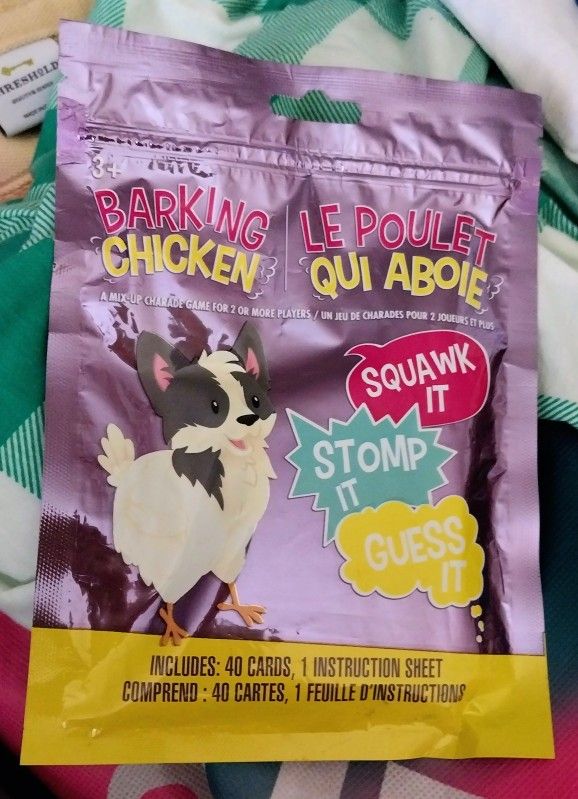 THRESHOLD
3+
BARKING
CHICKEN
LE POULET
QUI ABOIE
A MIX-UP CHARADE GAME FOR 2 OR MORE PLAYERS / UN JEU DE CHARADES POUR 2 JOUEURS ET PLUS
SQUAWK
IT
STOMP
IT
GUESS
IT
INCLUDES: 40 CARDS, 1 INSTRUCTION SHEET
COMPREND : 40 CARTES, 1 FEUILLE D'INSTRUCTIONS